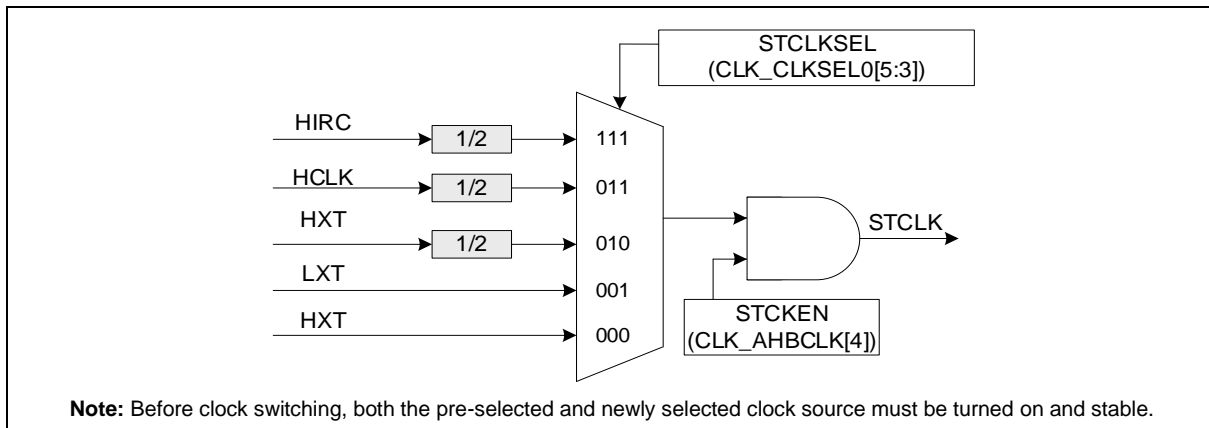 STCLKSEL
(CLK_CLKSEL0[5:3])
HIRC
1/2
111
HCLK
1/2
011
HXT
1/2
010
LXT
001
HXT
000
STCLK
STCKEN
(CLK_AHBCLK[4])
Note: Before clock switching, both the pre-selected and newly selected clock source must be turned on and stable.